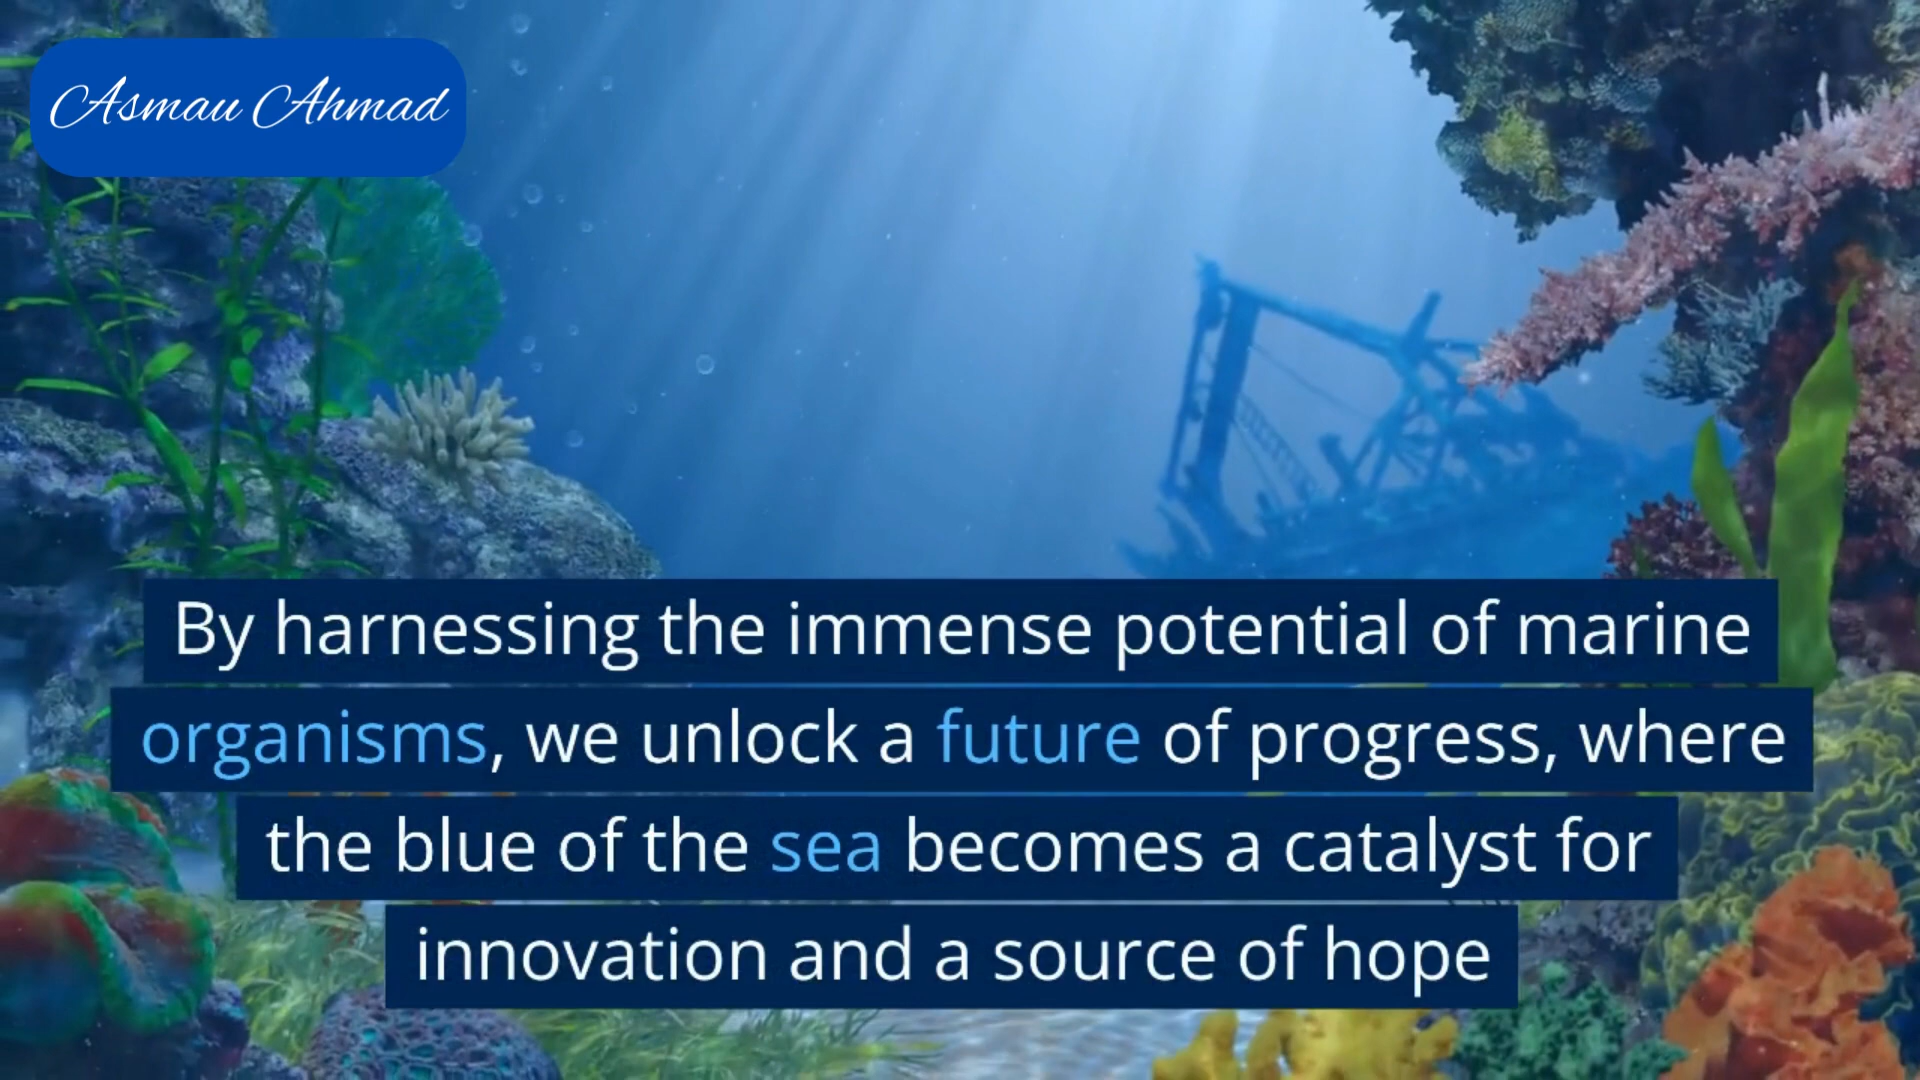 Asmau Ahmad
By harnessing the immense potential of marine
organisms, we unlock a future of progress, where
the blue of the sea becomes a catalyst for
innovation and a source of hope